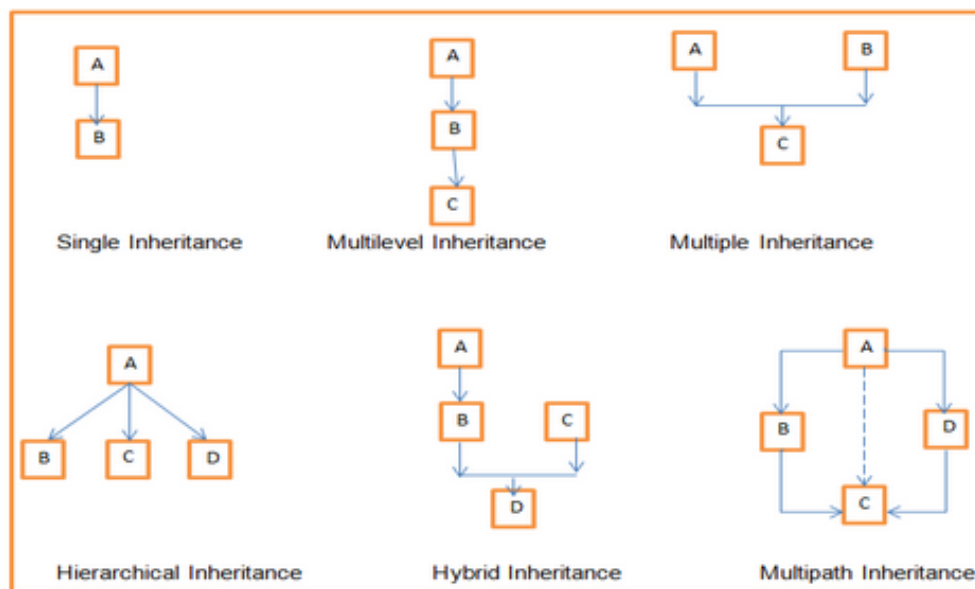 A
B
Single Inheritance
A
B
C
Multilevel Inheritance
A B
C
Multiple Inheritance
A
B C D
Hierarchical Inheritance
A
B C
D
Hybrid Inheritance
A
B D
C
Multipath Inheritance